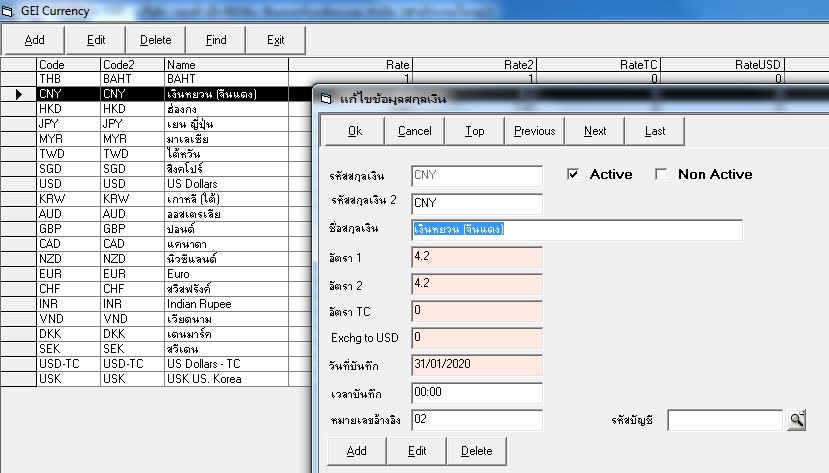 GEI Currency
Add Edit Delete Find Exit
Code Code2 Name Rate Rate2 RateTC RateUSD
THB BAHT BAHT 1 1 0 0
CNY CNY เงินหยวน (จีนแดง)
HKD HKD ฮ่องกง
JPY JPY เยน ญี่ปุ่น
MYR MYR มาเลเซีย
TWD TWD ไต้หวัน
SGD SGD สิงคโปร์
USD USD US Dollars
KRW KRW เกาหลี (ใต้)
AUD AUD ออสเตรเลีย
GBP GBP ปอนด์
CAD CAD แคนาดา
NZD NZD นิวซีแลนด์
EUR EUR Euro
CHF CHF สวิสฟรังค์
INR INR Indian Rupee
VND VND เวียดนาม
DKK DKK เดนมาร์ค
SEK SEK สวีเดน
USD-TC USD-TC US Dollars - TC
USK USK USK US. Korea
แก้ไขข้อมูลสกุลเงิน
Ok Cancel Top Previous Next Last
รหัสสกุลเงิน CNY Active Non Active
รหัสสกุลเงิน 2 CNY
ชื่อสกุลเงิน เงินหยวน (จีนแดง)
อัตรา 1 4.2
อัตรา 2 4.2
อัตรา TC 0
Exchg to USD 0
วันที่บันทึก 31/01/2020
เวลาบันทึก 00:00
หมายเลขอ้างอิง 02 รหัสบัญชี
Add Edit Delete